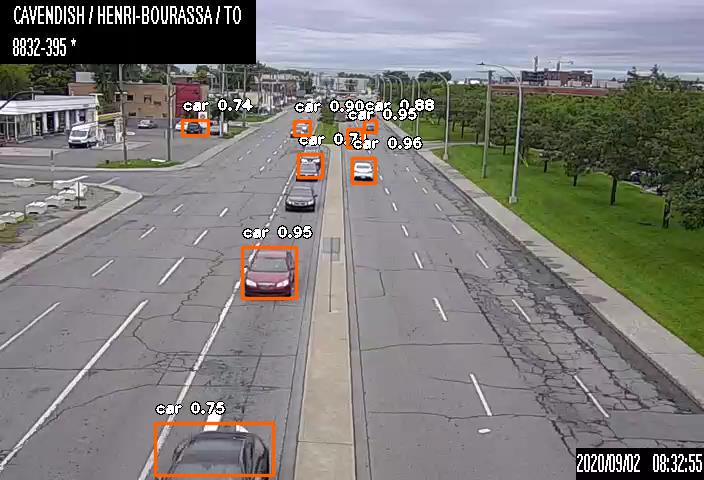 CAVENDISH / HENRI-BOURASSA / TO
8832-395 *
car 0.74
car 0.90
car 0.88
car 0.95
car 0.7
car 0.96
car 0.95
car 0.75
2020/09/02 08:32:55